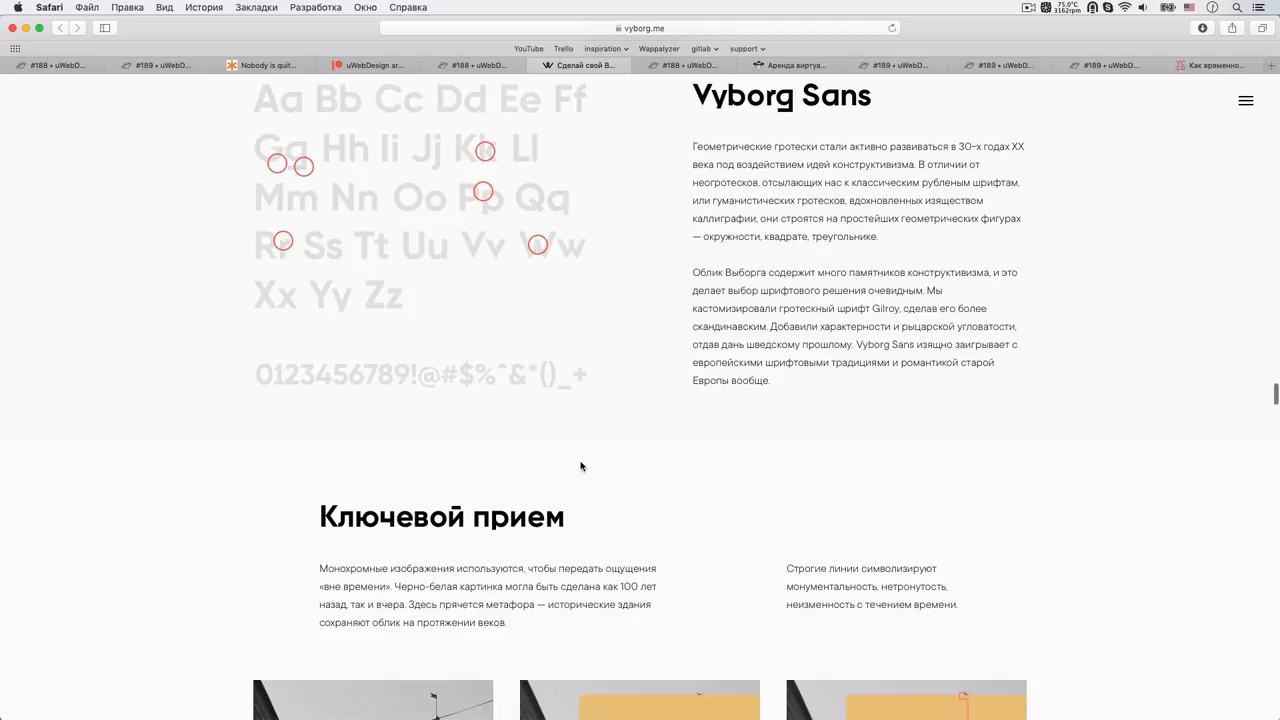 Safari Файл Правка Вид История Закладки Разработка Окно Справка
75.0°C
3162rpm
vyborg.me
YouTube Trello inspiration Wappalyzer gitlab support
#188 • uWebD... #189 • uWebD... Nobody is quit... uWebDesign ar... #188 • uWebD... Сделай свой В... #188 • uWebD... Аренда виртуа... #189 • uWebD... #189 • uWebD... #189 • uWebD... Как временно...
Aa Bb Cc Dd Ee Ff
Gg Hh Ii Jj Kk Ll
Mm Nn Oo Pp Qq
Rr Ss Tt Uu Vv Ww
Xx Yy Zz
0123456789!@#$%^&*()_+
Vyborg Sans
Геометрические гротески стали активно развиваться в 30-х годах XX
века под воздействием идей конструктивизма. В отличии от
неогротесков, отсылающих нас к классическим рубленым шрифтам,
или гуманистических гротесков, вдохновленных изяществом
каллиграфии, они строятся на простейших геометрических фигурах
— окружности, квадрате, треугольнике.
Облик Выборга содержит много памятников конструктивизма, и это
делает выбор шрифтового решения очевидным. Мы
кастомизировали гротескный шрифт Gilroy, сделав его более
скандинавским. Добавили характерности и рыцарской угловатости,
отдав дань шведскому прошлому. Vyborg Sans изящно заигрывает с
европейскими шрифтовыми традициями и романтикой старой
Европы вообще.
Ключевой прием
Монохромные изображения используются, чтобы передать ощущения
«вне времени». Черно-белая картинка могла быть сделана как 100 лет
назад, так и вчера. Здесь прячется метафора — исторические здания
сохраняют облик на протяжении веков.
Строгие линии символизируют
монументальность, нетронутость,
неизменность с течением времени.